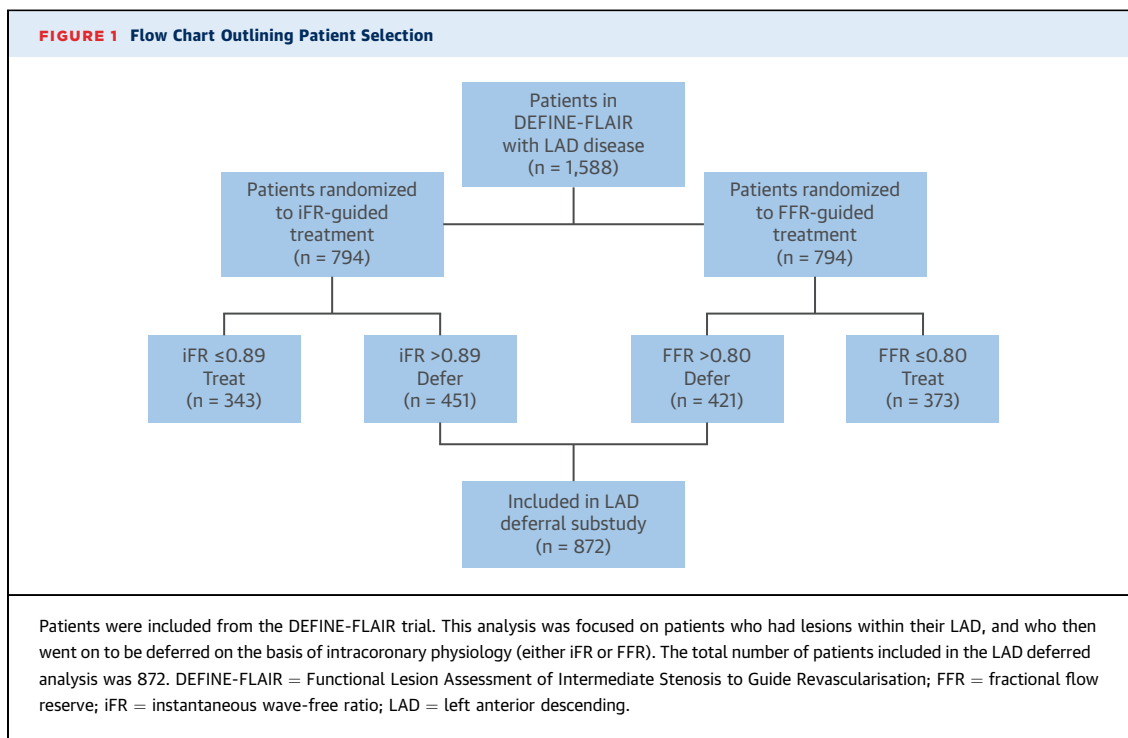 FIGURE 1 Flow Chart Outlining Patient Selection
Patients in
DEFINE-FLAIR
with LAD disease
(n = 1,588)
Patients randomized
to iFR-guided
treatment
(n = 794)
Patients randomized
to FFR-guided
treatment
(n = 794)
iFR ≤0.89
Treat
(n = 343)
iFR >0.89
Defer
(n = 451)
FFR >0.80
Defer
(n = 421)
FFR ≤0.80
Treat
(n = 373)
Included in LAD
deferral substudy
(n = 872)
Patients were included from the DEFINE-FLAIR trial. This analysis was focused on patients who had lesions within their LAD, and who then
went on to be deferred on the basis of intracoronary physiology (either iFR or FFR). The total number of patients included in the LAD deferred
analysis was 872. DEFINE-FLAIR = Functional Lesion Assessment of Intermediate Stenosis to Guide Revascularisation; FFR = fractional flow
reserve; iFR = instantaneous wave-free ratio; LAD = left anterior descending.